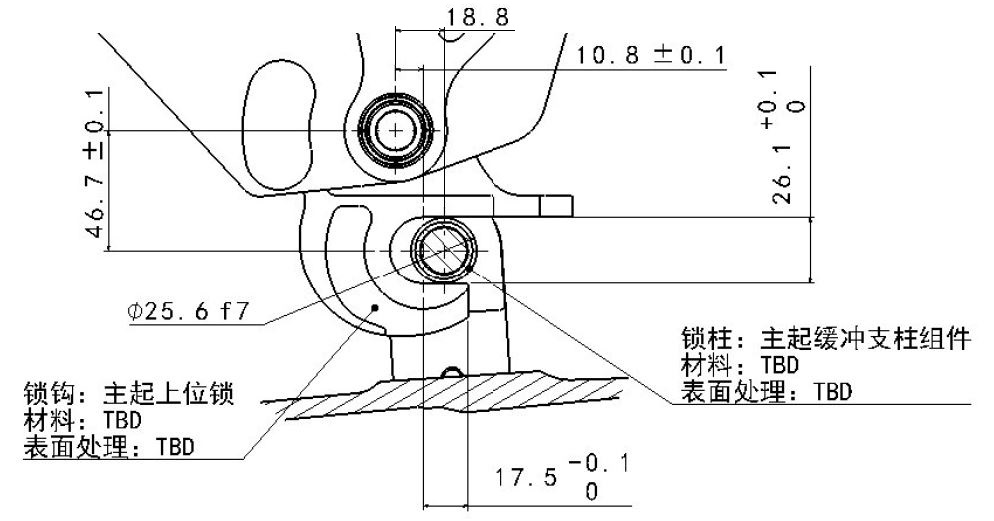 18.8
10.8±0.1
46.7±0.1
26.1 +0.1
0
Φ25.6 f7
锁柱：主起缓冲支柱组件
材料：TBD
表面处理：TBD
锁钩：主起上位锁
材料：TBD
表面处理：TBD
17.5 -0.1
0